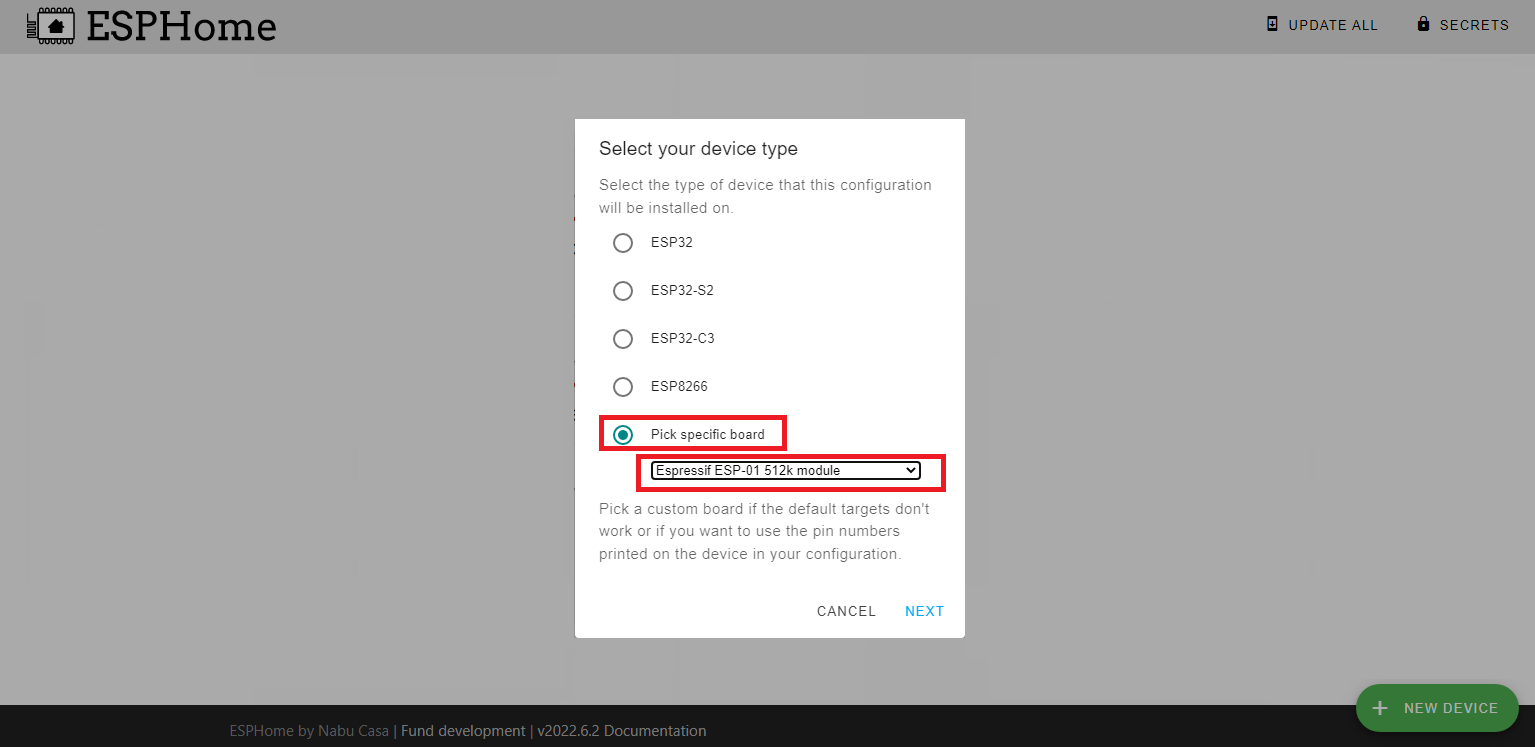 ESPHome
UPDATE ALL
SECRETS
Select your device type
Select the type of device that this configuration
will be installed on.
ESP32
ESP32-S2
ESP32-C3
ESP8266
Pick specific board
Espressif ESP-01 512k module
Pick a custom board if the default targets don't
work or if you want to use the pin numbers
printed on the device in your configuration.
CANCEL
NEXT
NEW DEVICE
ESPHome by Nabu Casa | Fund development | v2022.6.2 Documentation